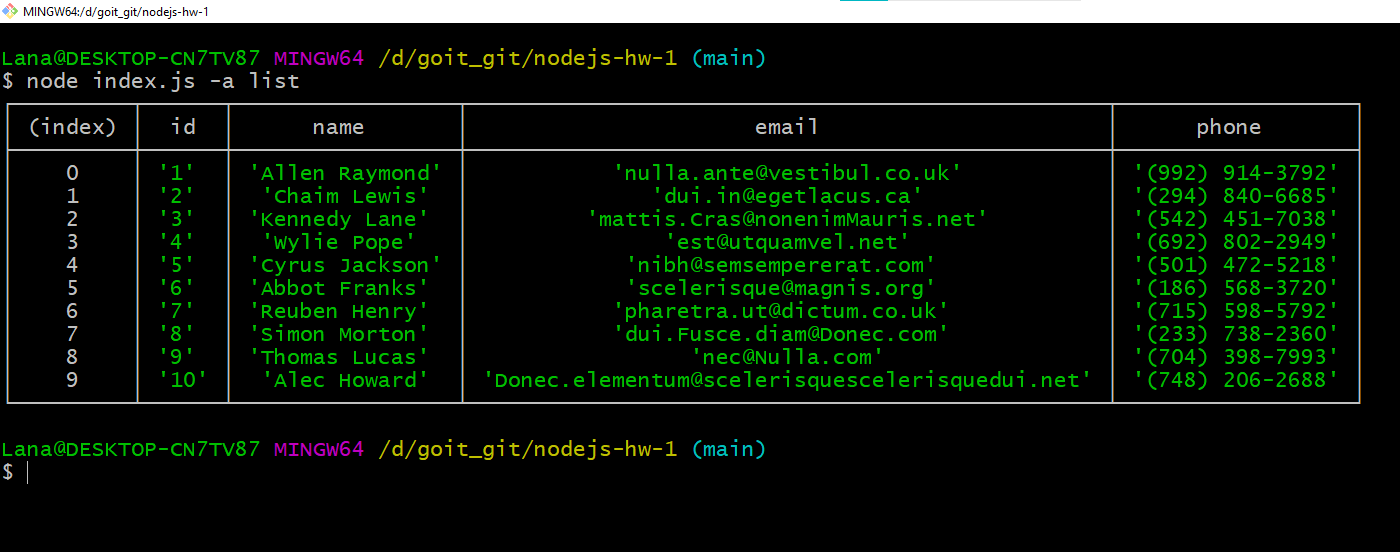 MINGW64:/d/goit_git/nodejs-hw-1
Lana@DESKTOP-CN7TV87 MINGW64 /d/goit_git/nodejs-hw-1 (main)
$ node index.js -a list
(index) id name email phone
0 '1' 'Allen Raymond' 'nulla.ante@vestibul.co.uk' '(992) 914-3792'
1 '2' 'Chaim Lewis' 'dui.in@egetlacus.ca' '(294) 840-6685'
2 '3' 'Kennedy Lane' 'mattis.Cras@nonenimMauris.net' '(542) 451-7038'
3 '4' 'Wylie Pope' 'est@utquamvel.net' '(692) 802-2949'
4 '5' 'Cyrus Jackson' 'nibh@semsempererat.com' '(501) 472-5218'
5 '6' 'Abbot Franks' 'scelerisque@magnis.org' '(186) 568-3720'
6 '7' 'Reuben Henry' 'pharetra.ut@dictum.co.uk' '(715) 598-5792'
7 '8' 'Simon Morton' 'dui.Fusce.diam@Donec.com' '(233) 738-2360'
8 '9' 'Thomas Lucas' 'nec@Nulla.com' '(704) 398-7993'
9 '10' 'Alec Howard' 'Donec.elementum@scelerisquescelerisquedui.net' '(748) 206-2688'
Lana@DESKTOP-CN7TV87 MINGW64 /d/goit_git/nodejs-hw-1 (main)
$